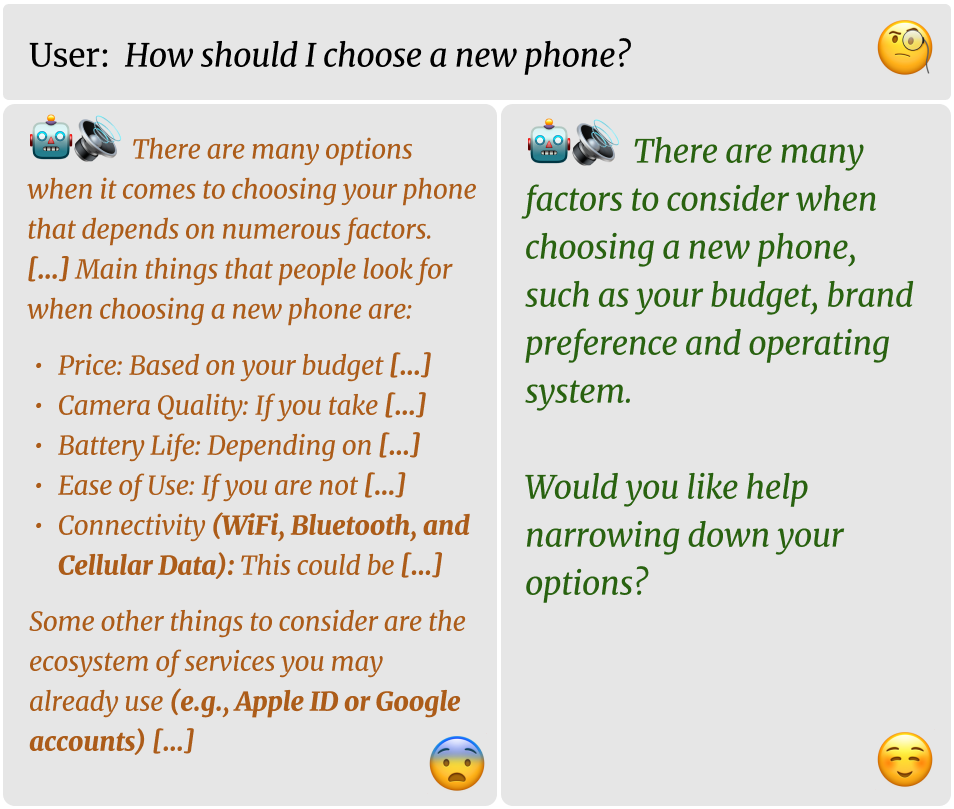 User: How should I choose a new phone?
There are many options
when it comes to choosing your phone
that depends on numerous factors.
[...] Main things that people look for
when choosing a new phone are:
• Price: Based on your budget [...]
• Camera Quality: If you take [...]
• Battery Life: Depending on [...]
• Ease of Use: If you are not [...]
• Connectivity (WiFi, Bluetooth, and
Cellular Data): This could be [...]
Some other things to consider are the
ecosystem of services you may
already use (e.g., Apple ID or Google
accounts) [...]
There are many
factors to consider when
choosing a new phone,
such as your budget, brand
preference and operating
system.
Would you like help
narrowing down your
options?